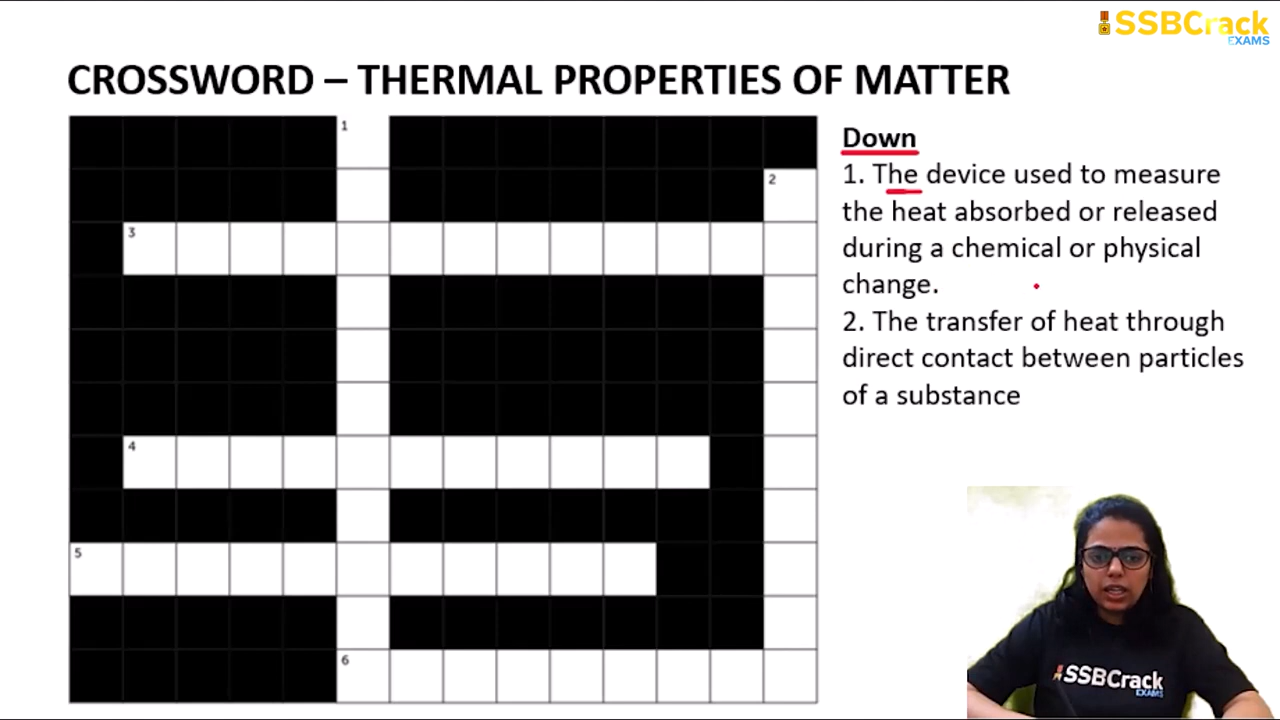 SSBCrack
EXAMS
CROSSWORD – THERMAL PROPERTIES OF MATTER
1
2
3
4
5
6
Down
1. The device used to measure
the heat absorbed or released
during a chemical or physical
change.
2. The transfer of heat through
direct contact between particles
of a substance
SSBCrack
EXAMS